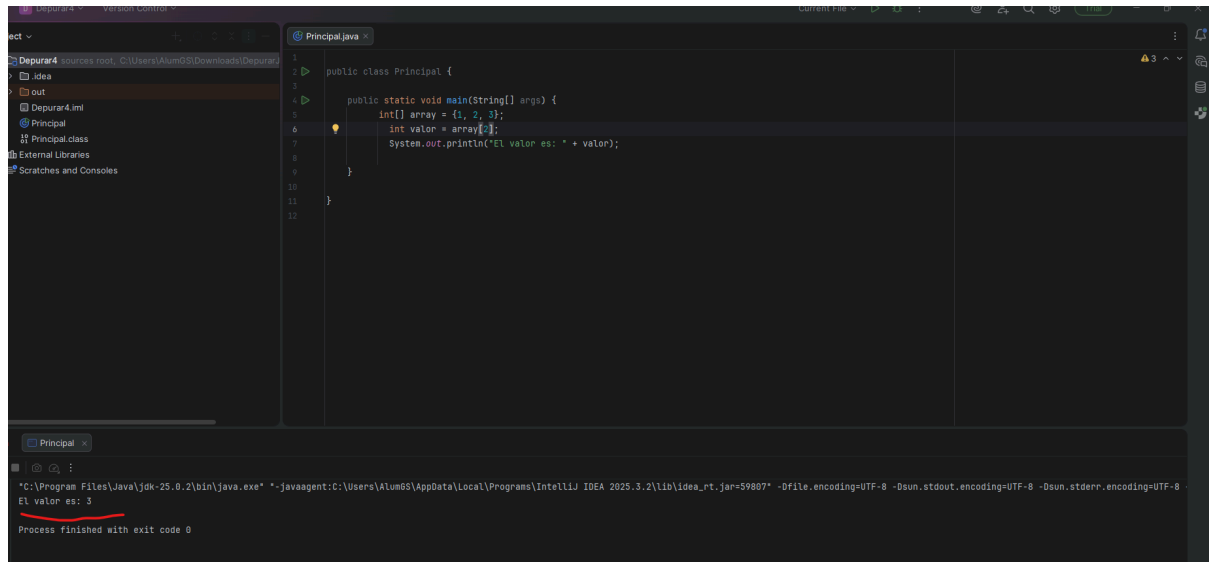 Depurar4 Version Control Current File Trial
ect
Principal.java
Depurar4 sources root, C:\Users\AlumGS\Downloads\Depurar
.idea
out
Depurar4.iml
Principal
Principal.class
External Libraries
Scratches and Consoles
3
1
2 public class Principal {
3
4 public static void main(String[] args) {
5 int[] array = {1, 2, 3};
6 int valor = array[2];
7 System.out.println("El valor es: " + valor);
8
9 }
10
11 }
12
Principal
"C:\Program Files\Java\jdk-25.0.2\bin\java.exe" "-javaagent:C:\Users\AlumGS\AppData\Local\Programs\IntelliJ IDEA 2025.3.2\lib\idea_rt.jar=59807" -Dfile.encoding=UTF-8 -Dsun.stdout.encoding=UTF-8 -Dsun.stderr.encoding=UTF-8
El valor es: 3
Process finished with exit code 0